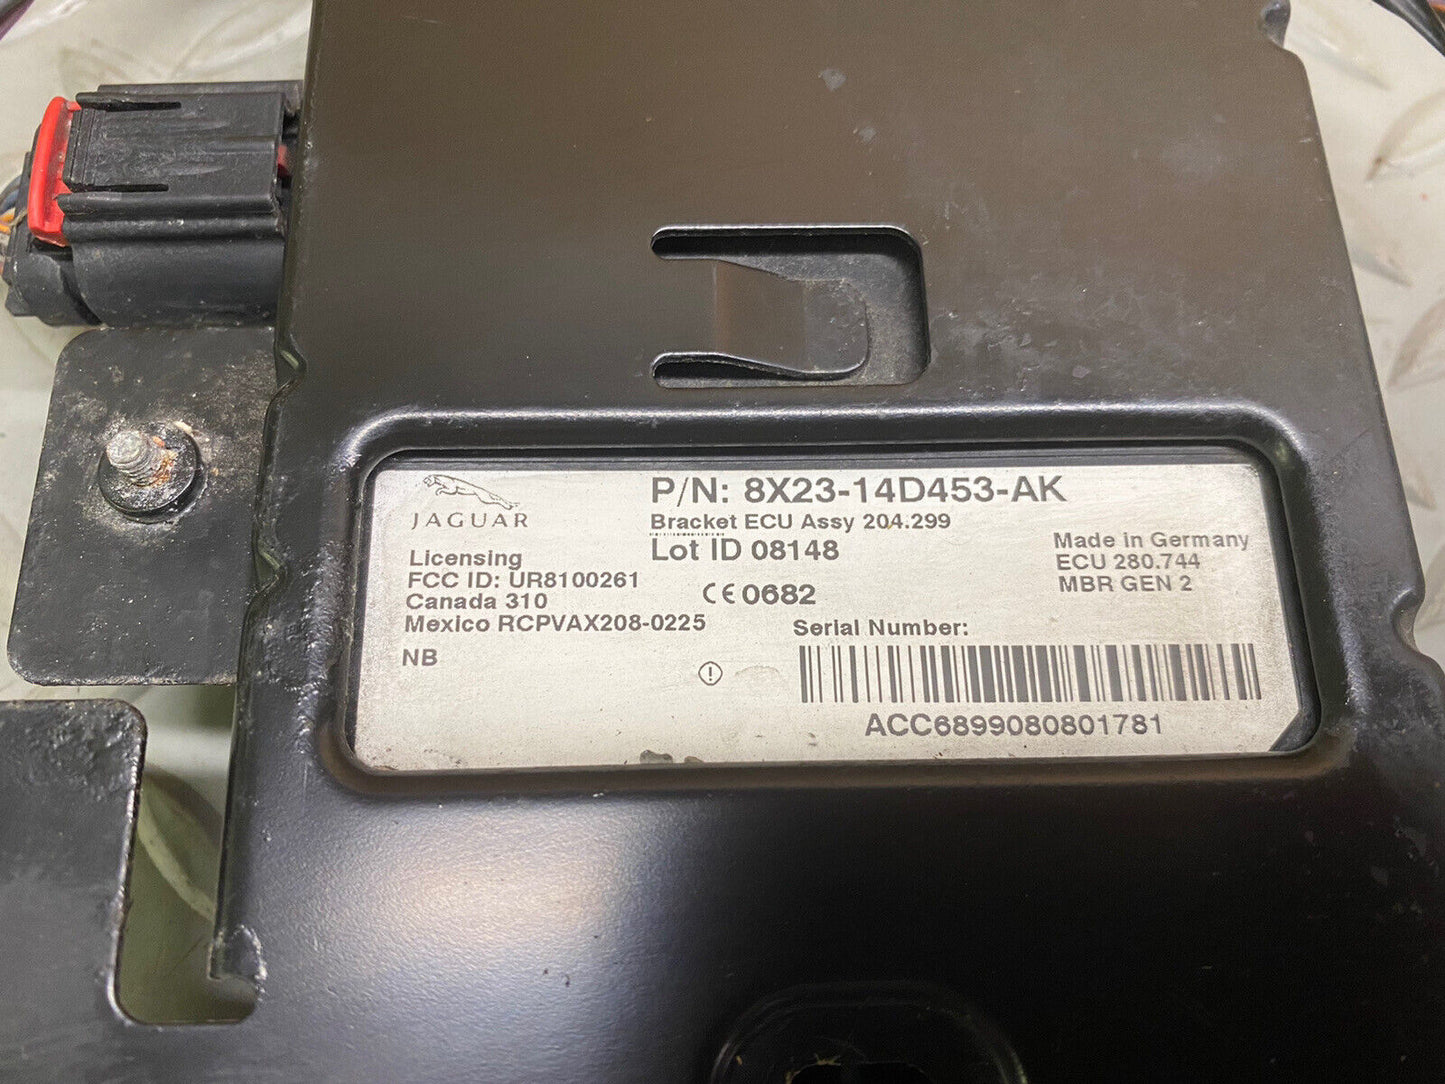 JAGUAR
P/N: 8X23-14D453-AK
Bracket ECU Assy 204.299
Lot ID 08148
Made in Germany
ECU 280.744
MBR GEN 2
Licensing
FCC ID: UR8100261
Canada 310
Mexico RCPVAX208-0225
NB
CE 0682
Serial Number:
ACC6899080801781